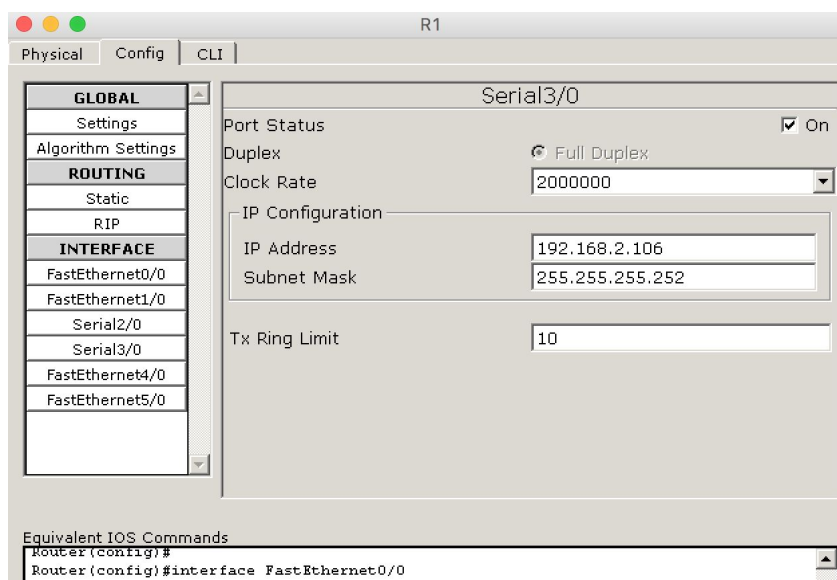 R1
Physical
Config
CLI
GLOBAL
Settings
Algorithm Settings
ROUTING
Static
RIP
INTERFACE
FastEthernet0/0
FastEthernet1/0
Serial2/0
Serial3/0
FastEthernet4/0
FastEthernet5/0
Serial3/0
Port Status On
Duplex Full Duplex
Clock Rate 2000000
IP Configuration
IP Address 192.168.2.106
Subnet Mask 255.255.255.252
Tx Ring Limit 10
Equivalent IOS Commands
Router(config)#
Router(config)#interface FastEthernet0/0